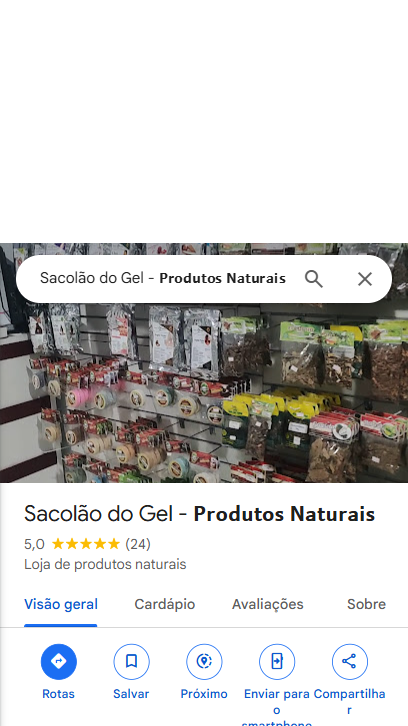 Sacolão do Gel - Produtos Naturais
Sacolão do Gel - Produtos Naturais
5,0 ★★★★★ (24)
Loja de produtos naturais
Visão geral Cardápio Avaliações Sobre
Rotas Salvar Próximo Enviar para o smartphone Compartilhar